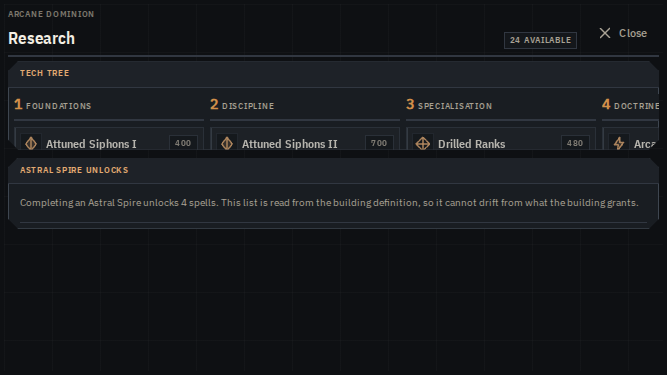 ARCANE DOMINION
Research
24 AVAILABLE
Close
TECH TREE
1 FOUNDATIONS
2 DISCIPLINE
3 SPECIALISATION
4 DOCTRINE
Attuned Siphons I 400
Attuned Siphons II 700
Drilled Ranks 480
Arca
ASTRAL SPIRE UNLOCKS
Completing an Astral Spire unlocks 4 spells. This list is read from the building definition, so it cannot drift from what the building grants.